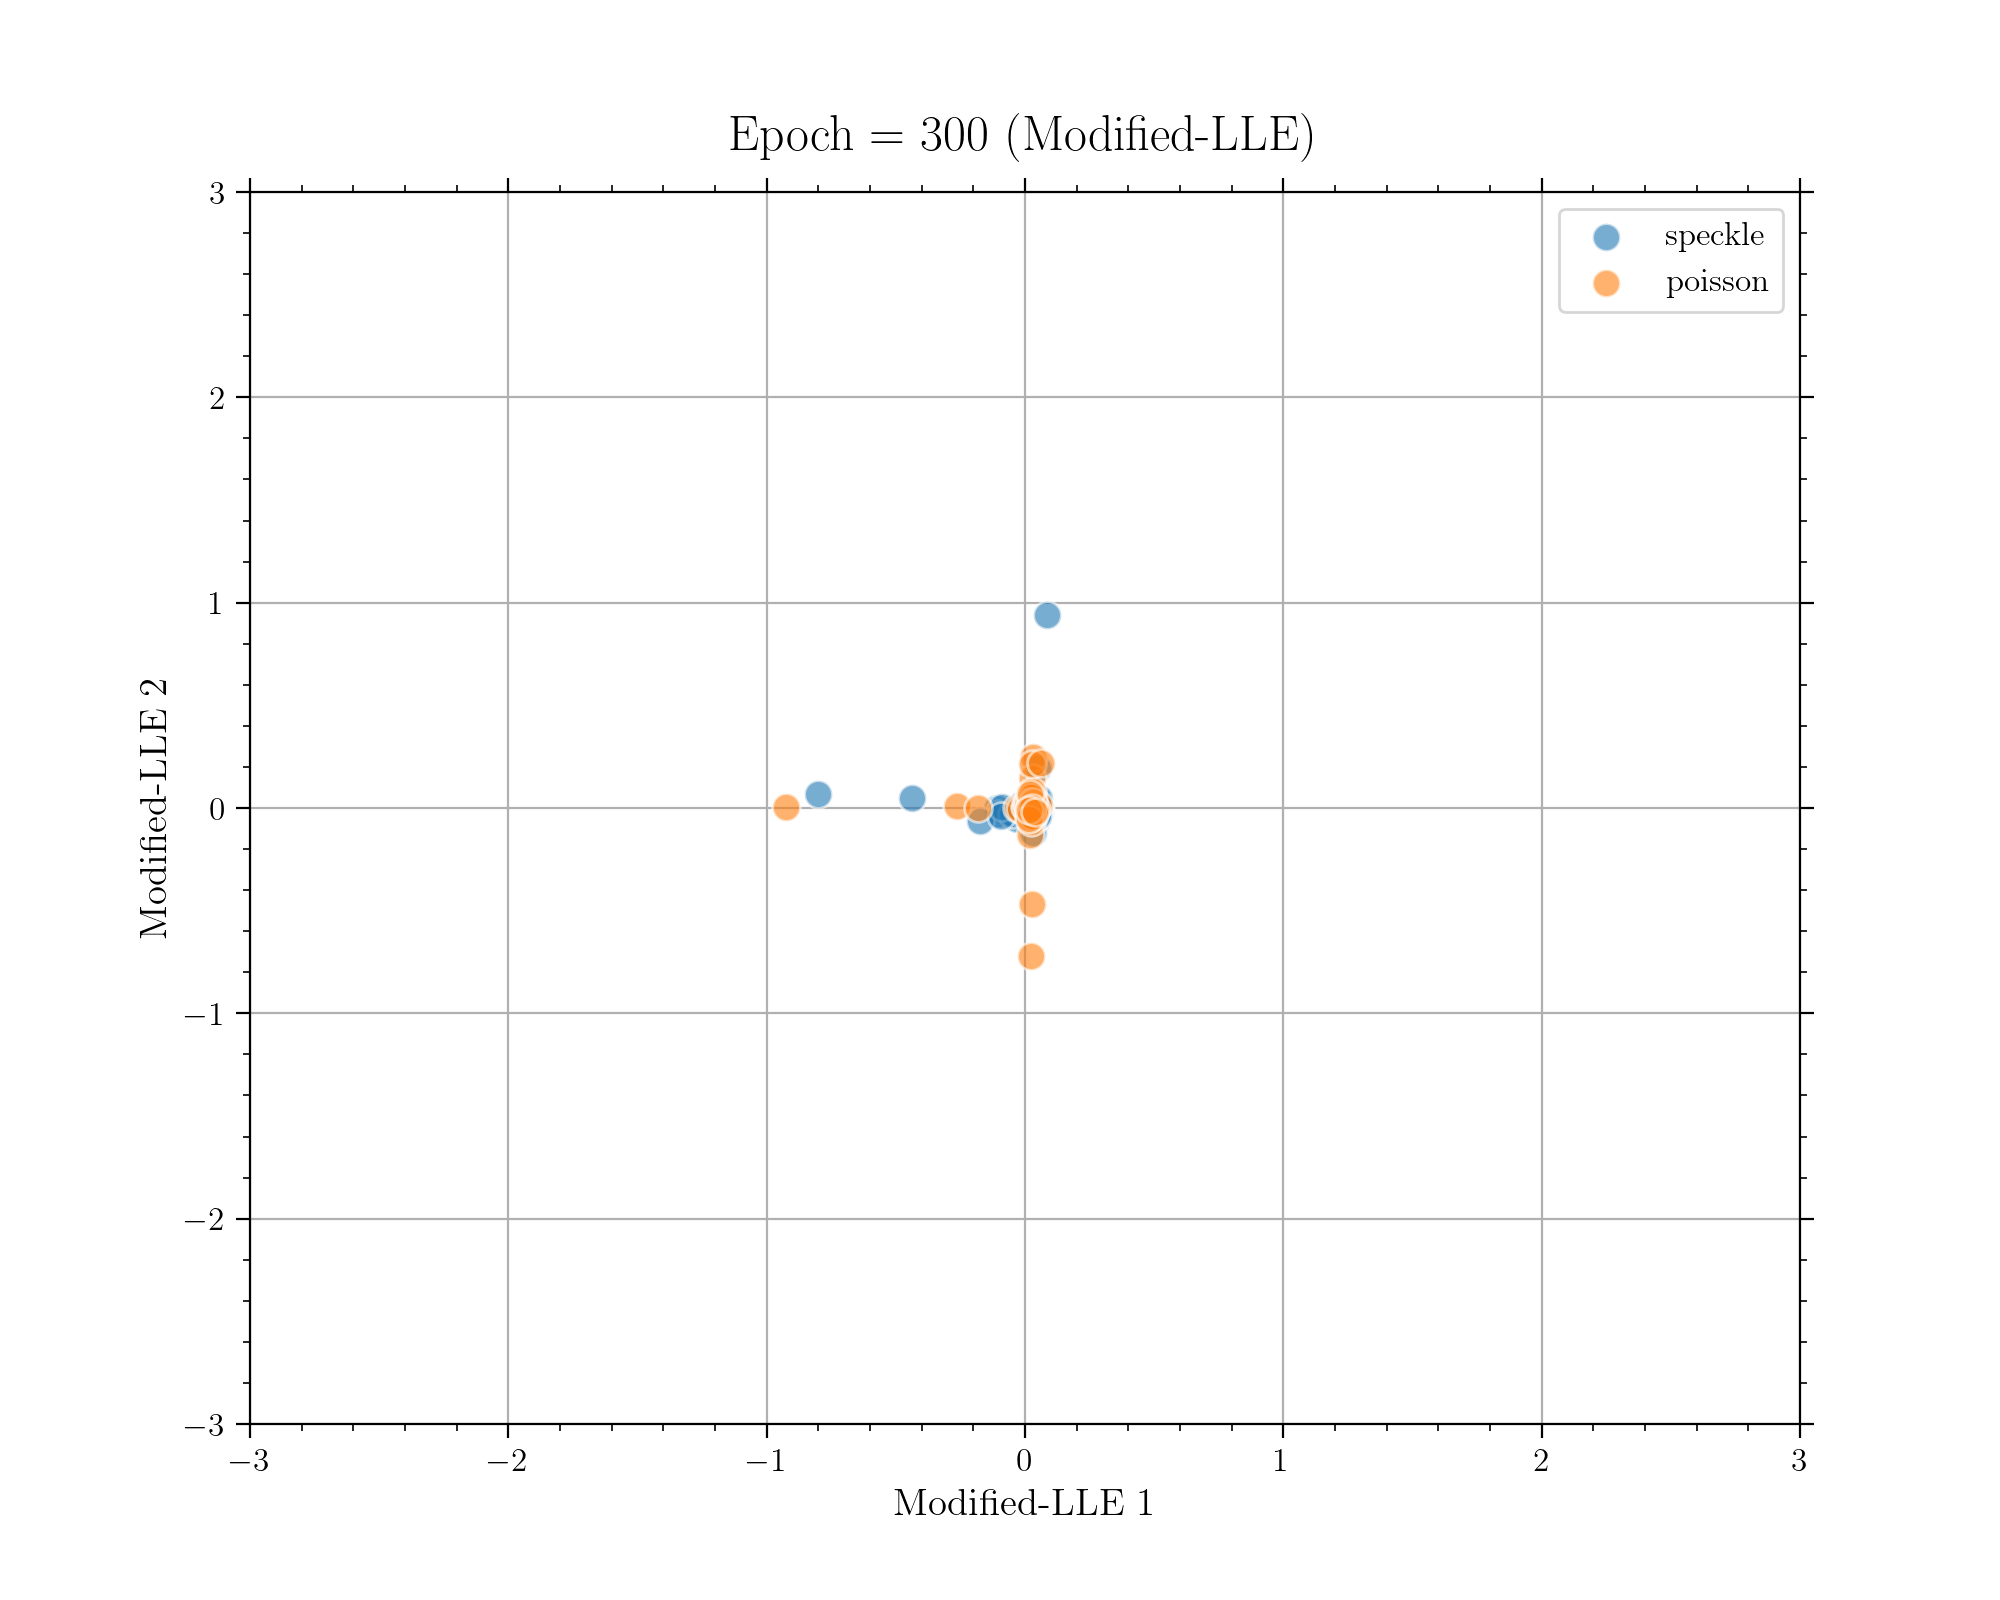 Epoch = 300 (Modified-LLE)
speckle
poisson
3
2
1
0
−1
−2
−3
Modified-LLE 2
−3 −2 −1 0 1 2 3
Modified-LLE 1